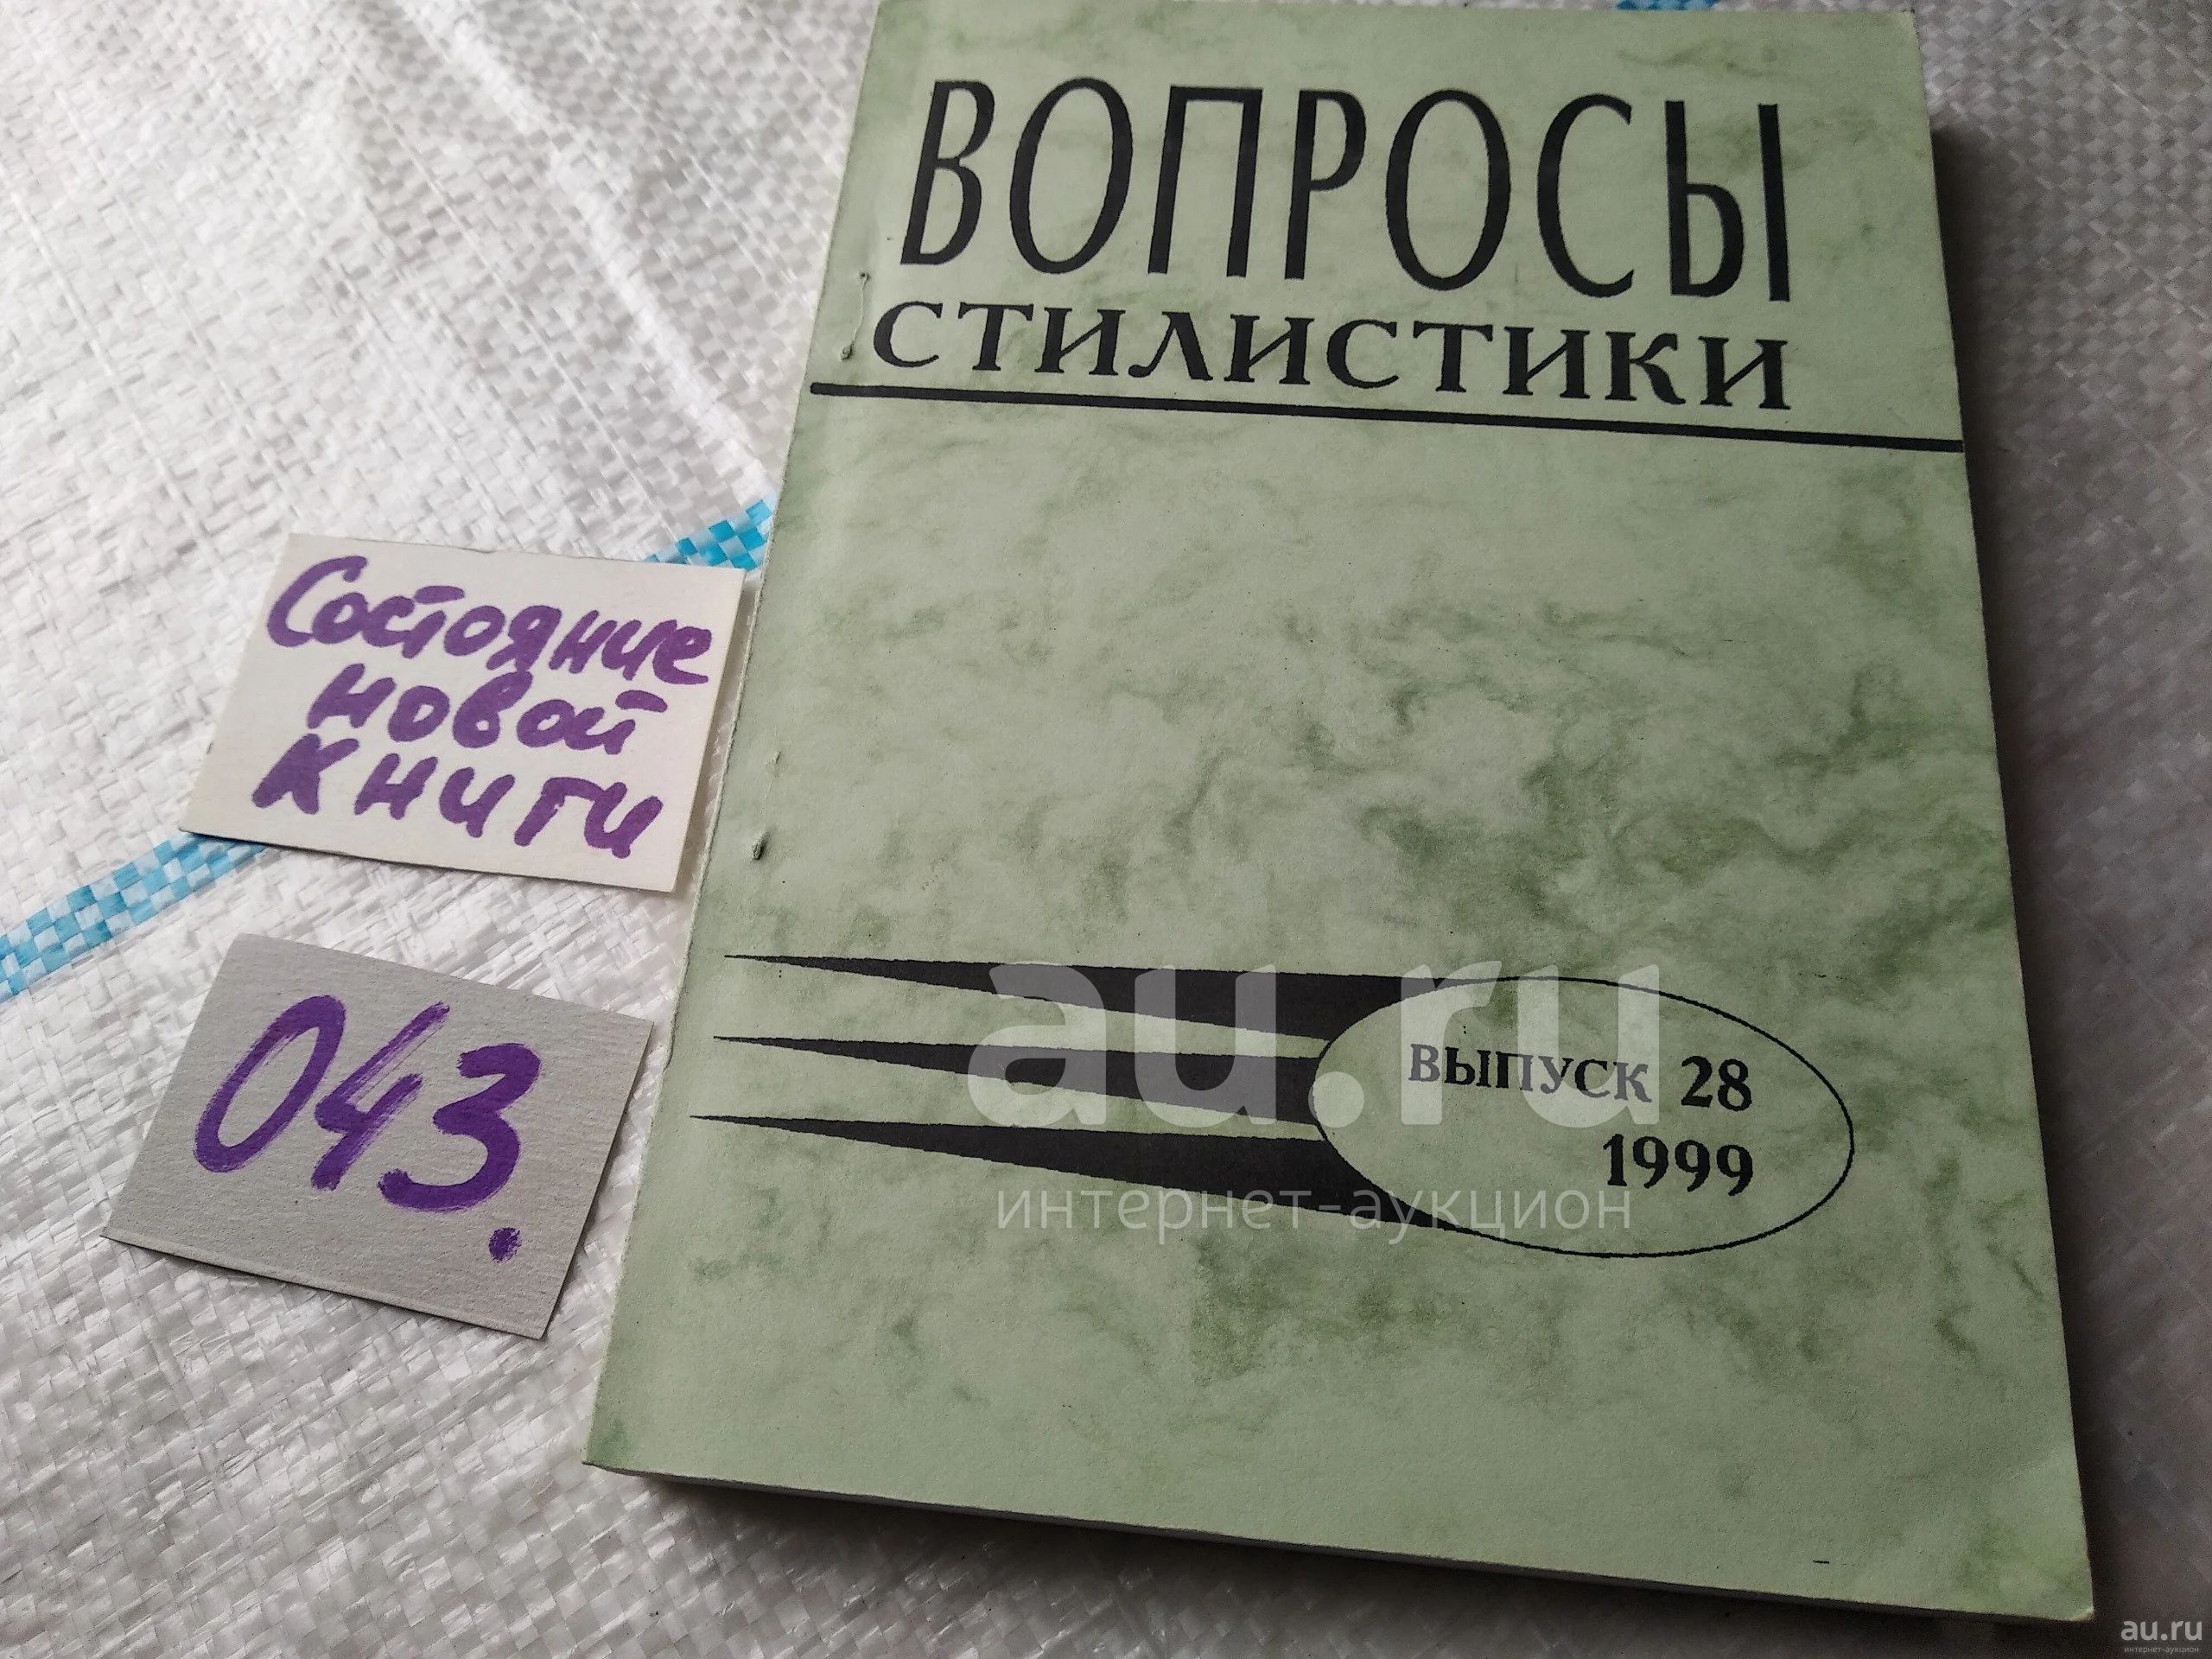 ВОПРОСЫ
СТИЛИСТИКИ
Состояние
новой
книги
043.
au.ru
ВЫПУСК 28
1999
интернет-аукцион
au.ru
интернет-аукцион